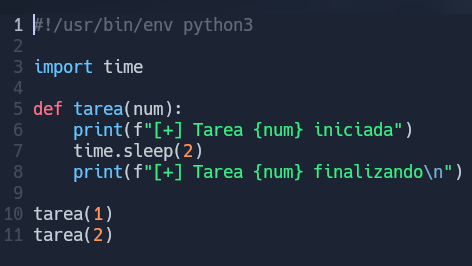 1 #!/usr/bin/env python3
2
3 import time
4
5 def tarea(num):
6     print(f"[+] Tarea {num} iniciada")
7     time.sleep(2)
8     print(f"[+] Tarea {num} finalizando\n")
9
10 tarea(1)
11 tarea(2)